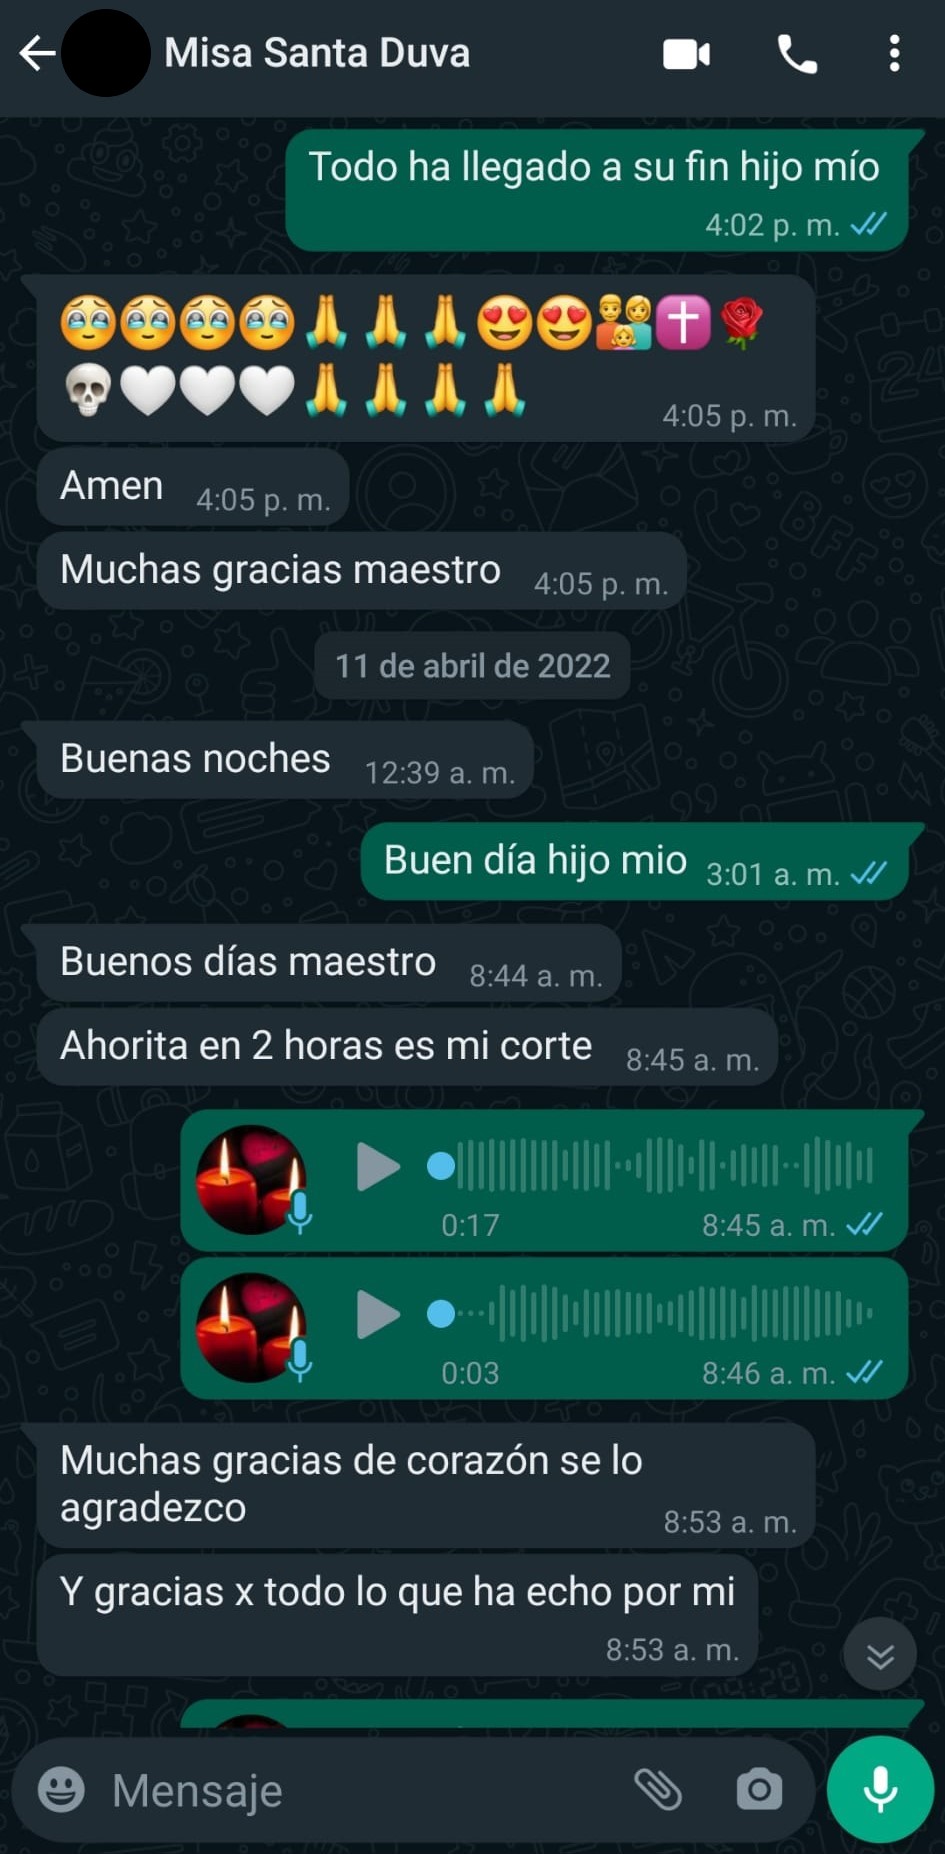 Misa Santa Duva
Todo ha llegado a su fin hijo mío
4:02 p. m.
🥹🥹🥹🥹🙏🙏🙏😍😍👨‍👩‍👧✝️🌹
💀🤍🤍🤍🙏🙏🙏🙏
4:05 p. m.
Amen 4:05 p. m.
Muchas gracias maestro 4:05 p. m.
11 de abril de 2022
Buenas noches 12:39 a. m.
Buen día hijo mio 3:01 a. m.
Buenos días maestro 8:44 a. m.
Ahorita en 2 horas es mi corte 8:45 a. m.
0:17 8:45 a. m.
0:03 8:46 a. m.
Muchas gracias de corazón se lo
agradezco
8:53 a. m.
Y gracias x todo lo que ha echo por mi
8:53 a. m.
Mensaje